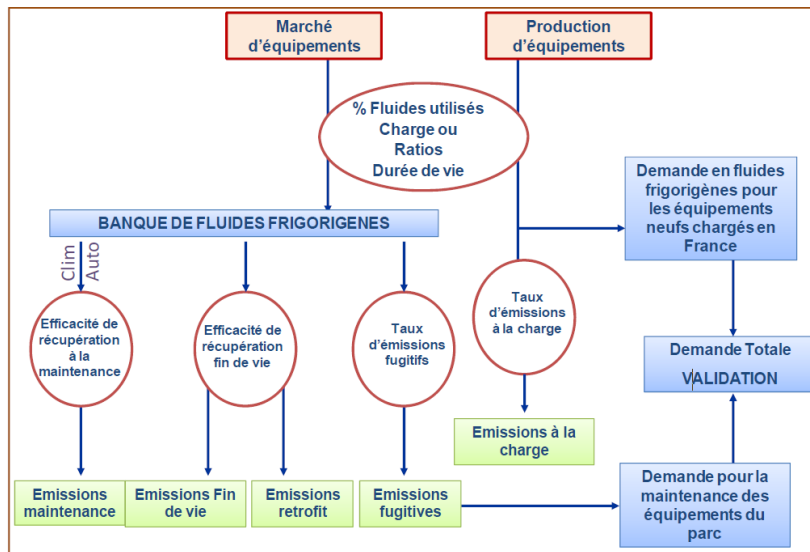 Marché
d'équipements
Production
d'équipements
% Fluides utilisés
Charge ou
Ratios
Durée de vie
Demande en fluides
frigorigènes pour
les équipements
neufs chargés en
France
BANQUE DE FLUIDES FRIGORIGENES
Clim
Auto
Efficacité de
récupération
à la
maintenance
Efficacité de
récupération
fin de vie
Taux
d'émissions
fugitifs
Taux
d'émissions
à la charge
Demande Totale
VALIDATION
Emissions à la
charge
Emissions
maintenance
Emissions Fin
de vie
Emissions
retrofit
Emissions
fugitives
Demande pour la
maintenance des
équipements du
parc